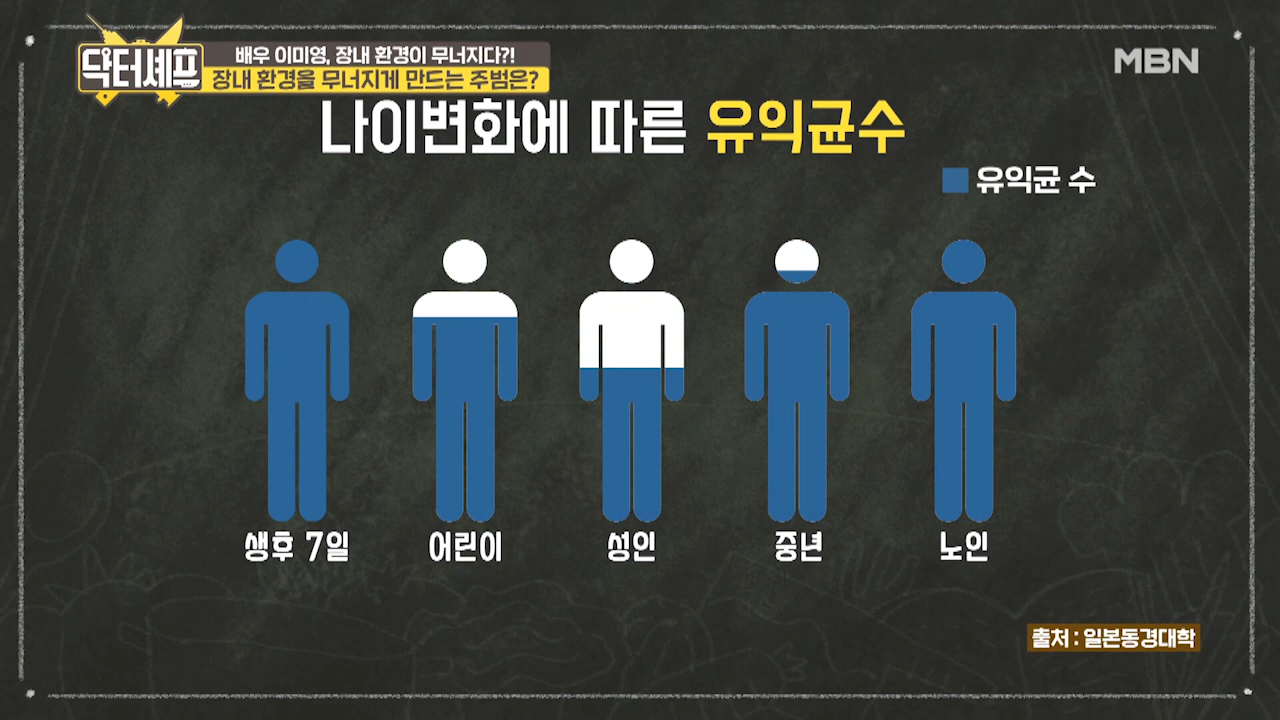 닥터셰프
배우 이미영, 장내 환경이 무너지다?!
장내 환경을 무너지게 만드는 주범은?
MBN
나이변화에 따른 유익균수
유익균 수
생후 7일
어린이
성인
중년
노인
출처 : 일본동경대학